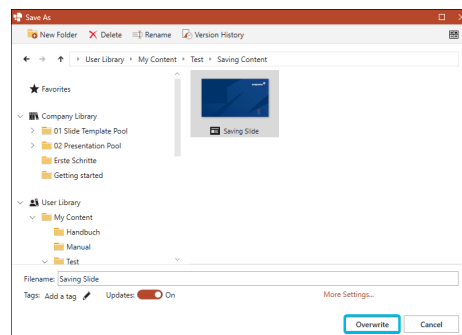 Save As
New Folder Delete Rename Version History
User Library My Content Test Saving Content
Favorites
Company Library
01 Slide Template Pool
02 Presentation Pool
Erste Schritte
Getting started
User Library
My Content
Handbuch
Manual
Test
Saving Slide
Filename: Saving Slide
Tags: Add a tag Updates: On More Settings...
Overwrite Cancel